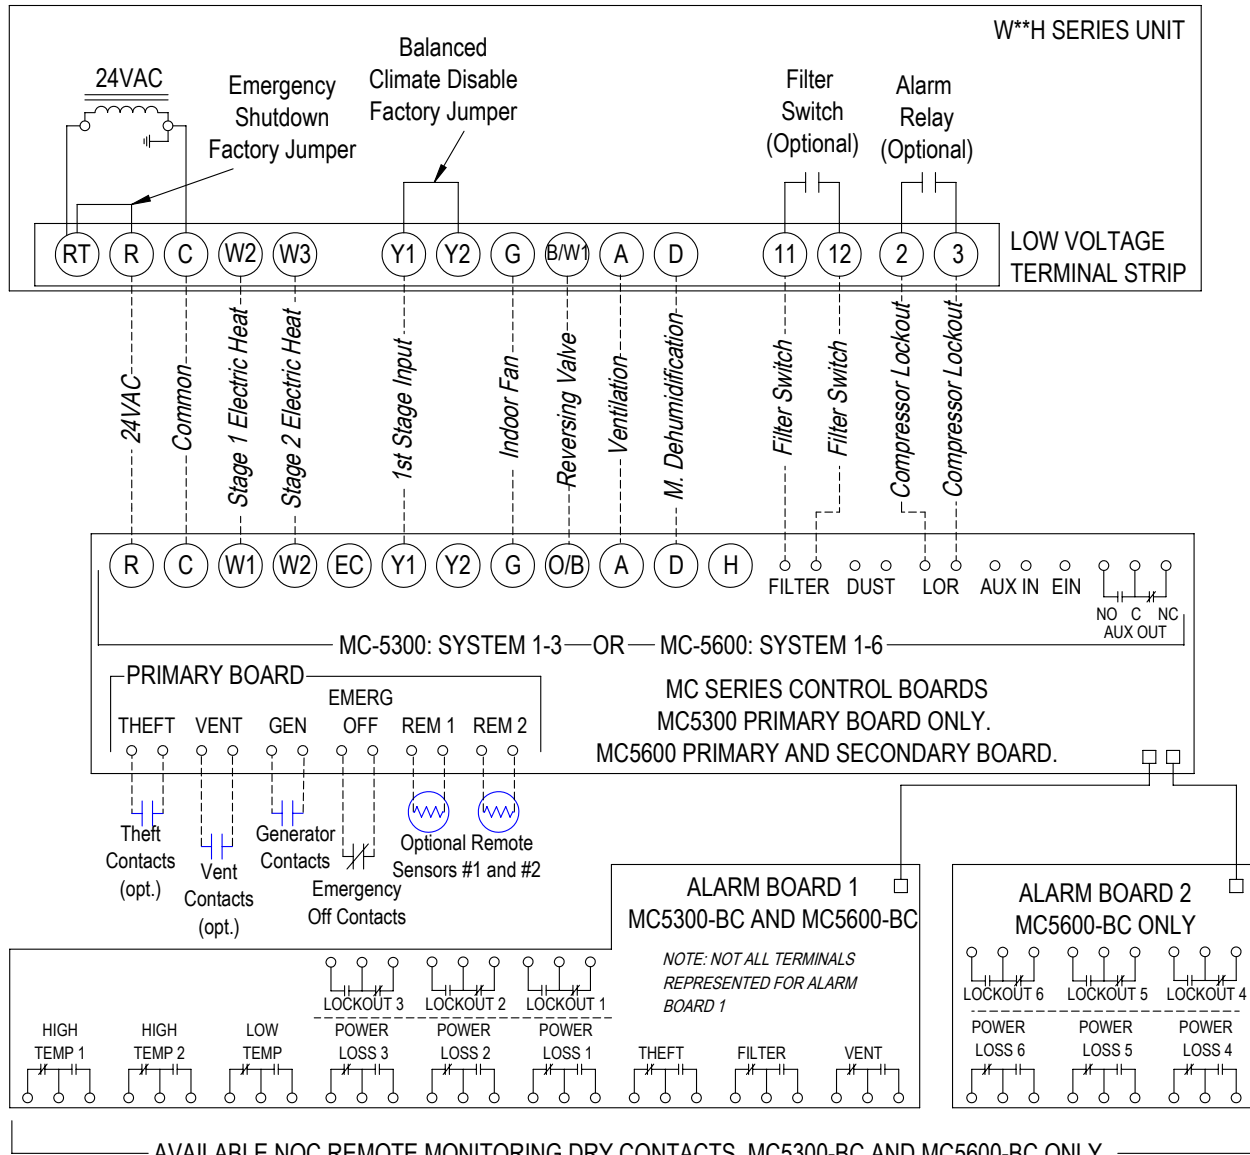 W**H SERIES UNIT
24VAC
Emergency
Shutdown
Factory Jumper
Balanced
Climate Disable
Factory Jumper
Filter
Switch
(Optional)
Alarm
Relay
(Optional)
RT R C W2 W3 Y1 Y2 G B/W1 A D 11 12 2 3
LOW VOLTAGE
TERMINAL STRIP
24VAC
Common
Stage 1 Electric Heat
Stage 2 Electric Heat
1st Stage Input
Indoor Fan
Reversing Valve
Ventilation
M. Dehumidification
Filter Switch
Filter Switch
Compressor Lockout
Compressor Lockout
R C W1 W2 EC Y1 Y2 G O/B A D H
FILTER DUST LOR AUX IN EIN
NO C NC
AUX OUT
MC-5300: SYSTEM 1-3 OR MC-5600: SYSTEM 1-6
PRIMARY BOARD
THEFT VENT GEN
EMERG
OFF
REM 1 REM 2
MC SERIES CONTROL BOARDS
MC5300 PRIMARY BOARD ONLY.
MC5600 PRIMARY AND SECONDARY BOARD.
Theft
Contacts
(opt.)
Vent
Contacts
(opt.)
Generator
Contacts
Emergency
Off Contacts
Optional Remote
Sensors #1 and #2
ALARM BOARD 1
MC5300-BC AND MC5600-BC
NOTE: NOT ALL TERMINALS
REPRESENTED FOR ALARM
BOARD 1
ALARM BOARD 2
MC5600-BC ONLY
LOCKOUT 3 LOCKOUT 2 LOCKOUT 1
LOCKOUT 6 LOCKOUT 5 LOCKOUT 4
HIGH
TEMP 1
HIGH
TEMP 2
LOW
TEMP
POWER
LOSS 3
POWER
LOSS 2
POWER
LOSS 1
THEFT
FILTER
VENT
POWER
LOSS 6
POWER
LOSS 5
POWER
LOSS 4
AVAILABLE NOC REMOTE MONITORING DRY CONTACTS. MC5300-BC AND MC5600-BC ONLY.